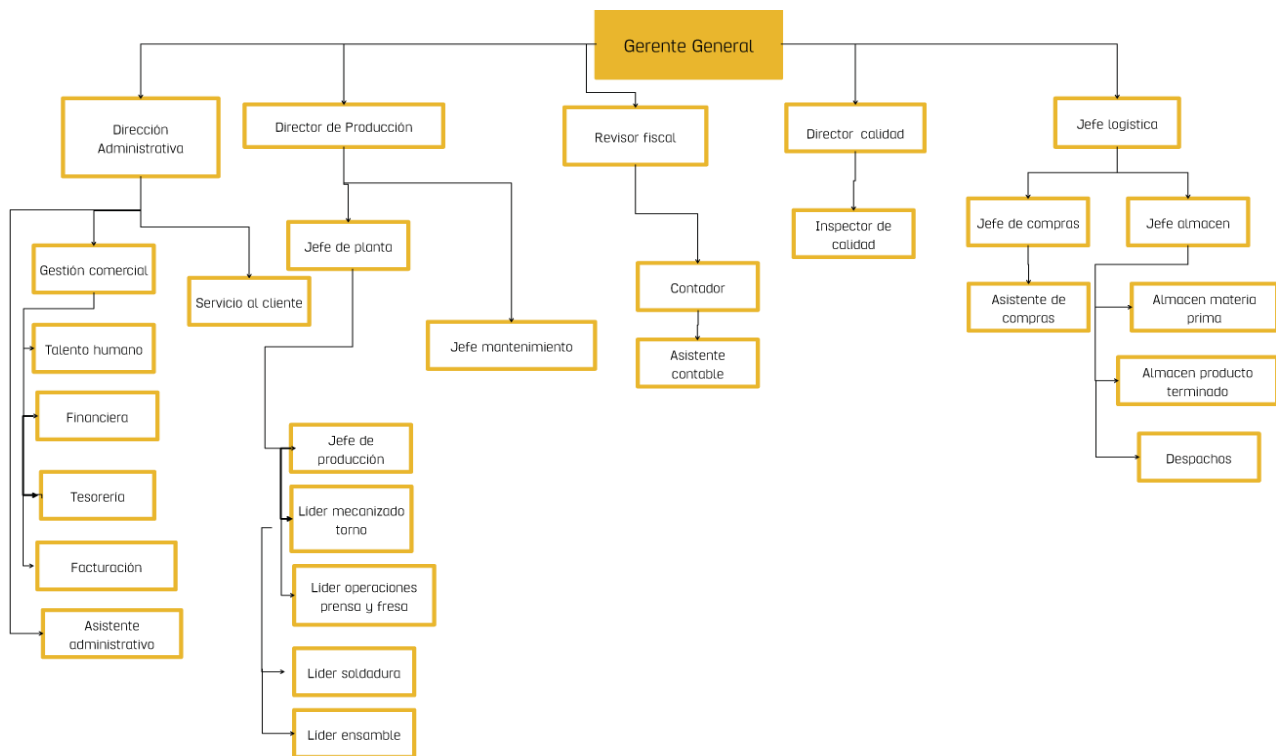 Gerente General
Dirección
Administrativa
Director de Producción
Revisor fiscal
Director calidad
Jefe logística
Gestión comercial
Servicio al cliente
Talento humano
Financiera
Tesorería
Facturación
Asistente
administrativo
Jefe de planta
Jefe mantenimiento
Jefe de
producción
Lider mecanizado
torno
Lider operaciones
prensa y fresa
Lider soldadura
Lider ensamble
Contador
Asistente
contable
Inspector de
calidad
Jefe de compras
Asistente de
compras
Jefe almacen
Almacen materia
prima
Almacen producto
terminado
Despachos